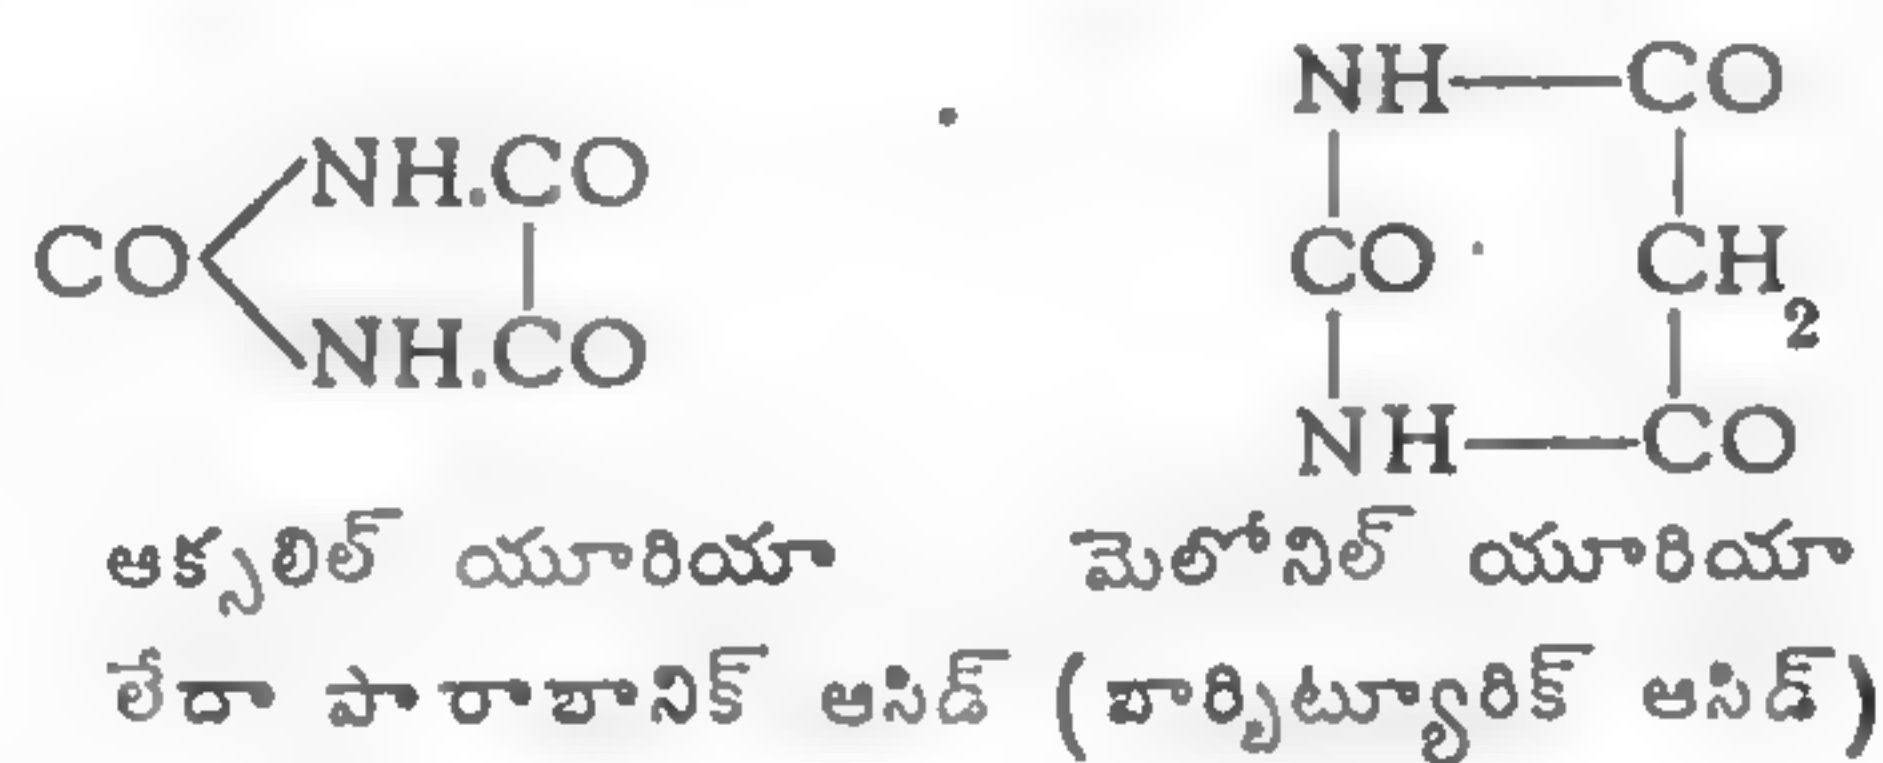 NH—CO
NH.CO
CO CO CH₂
NH.CO
NH—CO
ఆక్సలిల్ యూరియా మెలోనిల్ యూరియా
లేదా పారాబానిక్ ఆసిడ్ (బార్బిట్యూరిక్ ఆసిడ్)